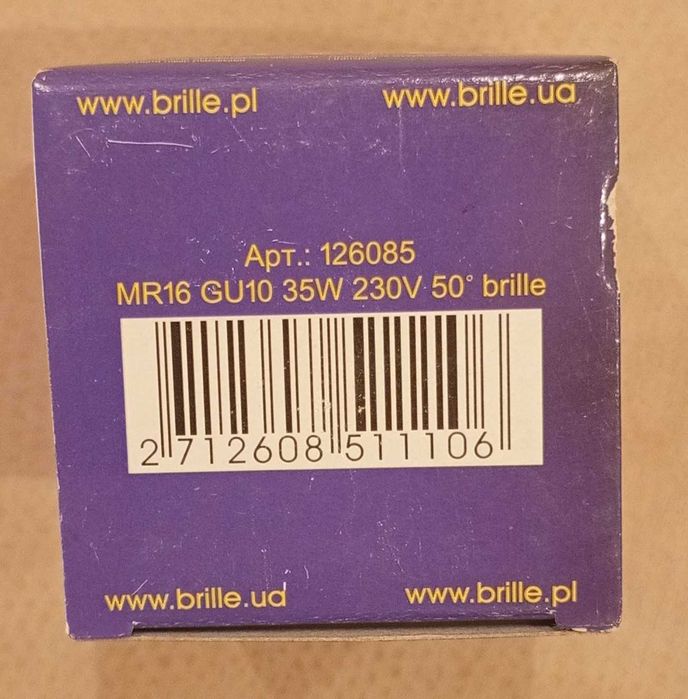 www.brille.pl www.brille.ua
Арт.: 126085
MR16 GU10 35W 230V 50° brille
2 712608 511106
www.brille.ua www.brille.pl